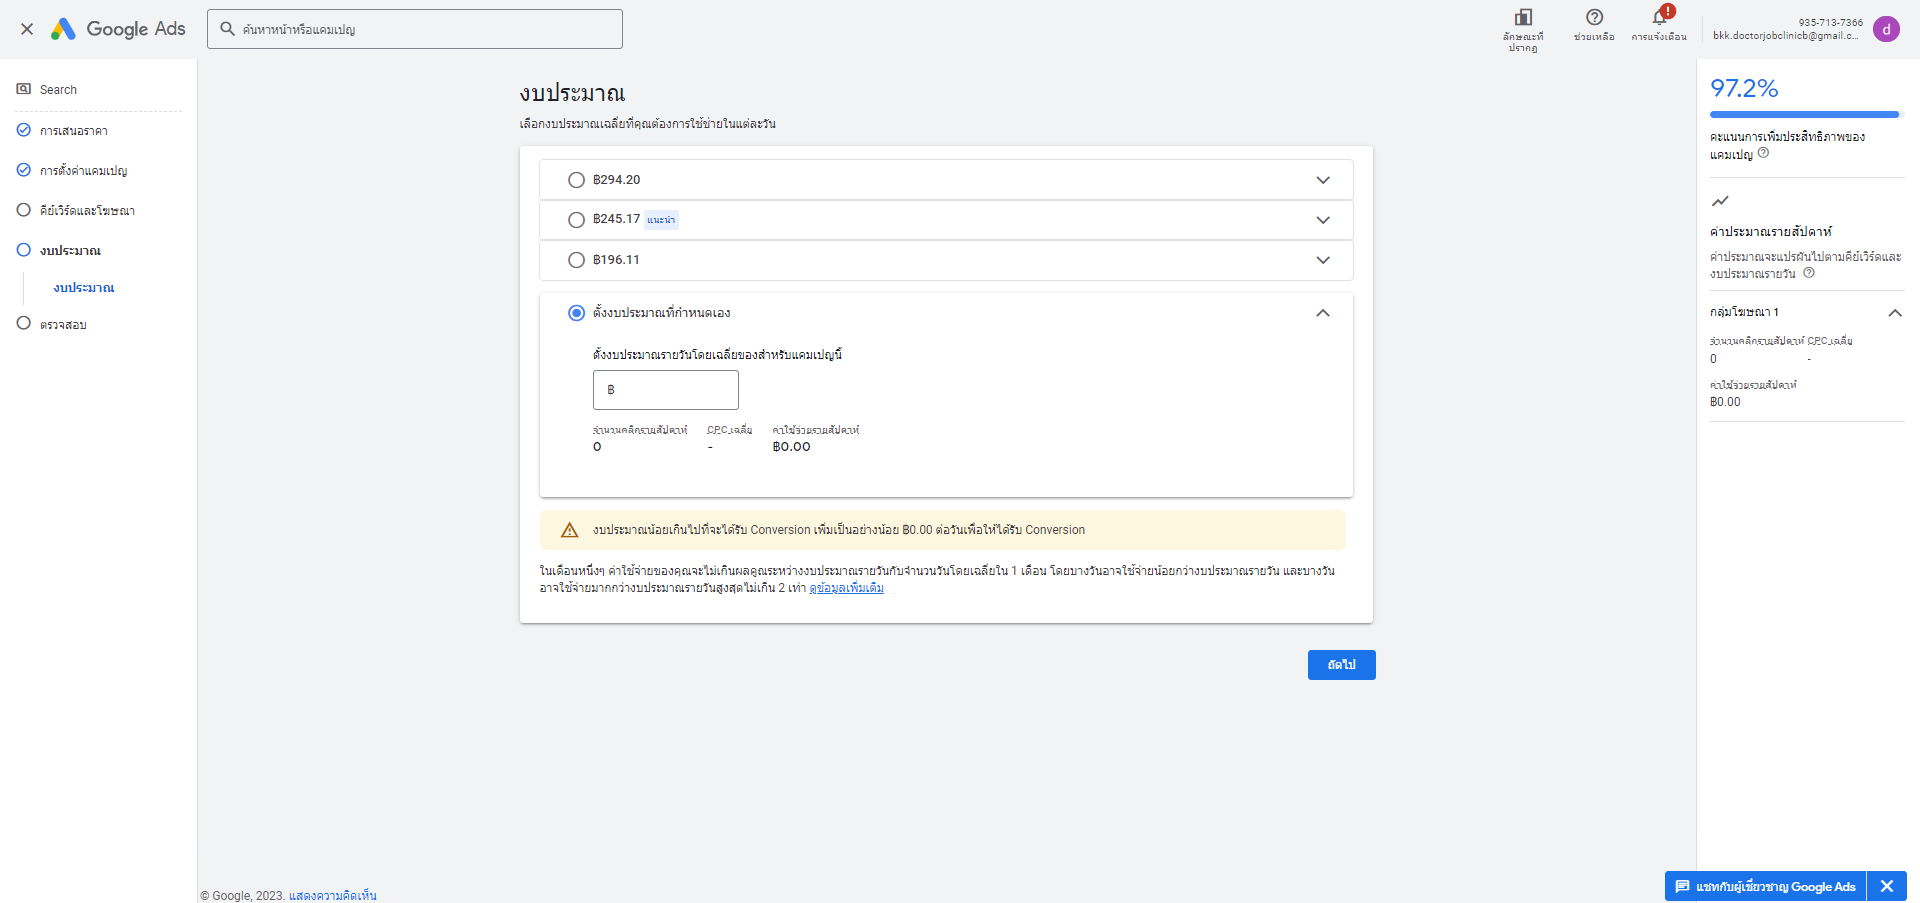 Google Ads
ค้นหาหน้าหรือแคมเปญ
ลักษณะที่
ปรากฏ
ช่วยเหลือ
การแจ้งเตือน
935-713-7366
bkk.doctorjobclinicb@gmail.c...
d
Search
การเสนอราคา
การตั้งค่าแคมเปญ
คีย์เวิร์ดและโฆษณา
งบประมาณ
งบประมาณ
ตรวจสอบ
งบประมาณ
เลือกงบประมาณเฉลี่ยที่คุณต้องการใช้จ่ายในแต่ละวัน
฿294.20
฿245.17 แนะนำ
฿196.11
ตั้งงบประมาณที่กำหนดเอง
ตั้งงบประมาณรายวันโดยเฉลี่ยของสำหรับแคมเปญนี้
฿
จำนวนคลิกรายสัปดาห์ CPC เฉลี่ย ค่าใช้จ่ายรายสัปดาห์
0 - ฿0.00
งบประมาณน้อยเกินไปที่จะได้รับ Conversion เพิ่มเป็นอย่างน้อย ฿0.00 ต่อวันเพื่อให้ได้รับ Conversion
ในเดือนหนึ่งๆ ค่าใช้จ่ายของคุณจะไม่เกินผลคูณระหว่างงบประมาณรายวันกับจำนวนวันโดยเฉลี่ยใน 1 เดือน โดยบางวันอาจใช้จ่ายน้อยกว่างบประมาณรายวัน และบางวัน
อาจใช้จ่ายมากกว่างบประมาณรายวันสูงสุดไม่เกิน 2 เท่า ดูข้อมูลเพิ่มเติม
ถัดไป
97.2%
คะแนนการเพิ่มประสิทธิภาพของ
แคมเปญ
ค่าประมาณรายสัปดาห์
ค่าประมาณจะแปรผันไปตามคีย์เวิร์ดและ
งบประมาณรายวัน
กลุ่มโฆษณา 1
จำนวนคลิกรายสัปดาห์ CPC เฉลี่ย
0 -
ค่าใช้จ่ายรายสัปดาห์
฿0.00
© Google, 2023. แสดงความคิดเห็น
แชทกับผู้เชี่ยวชาญ Google Ads